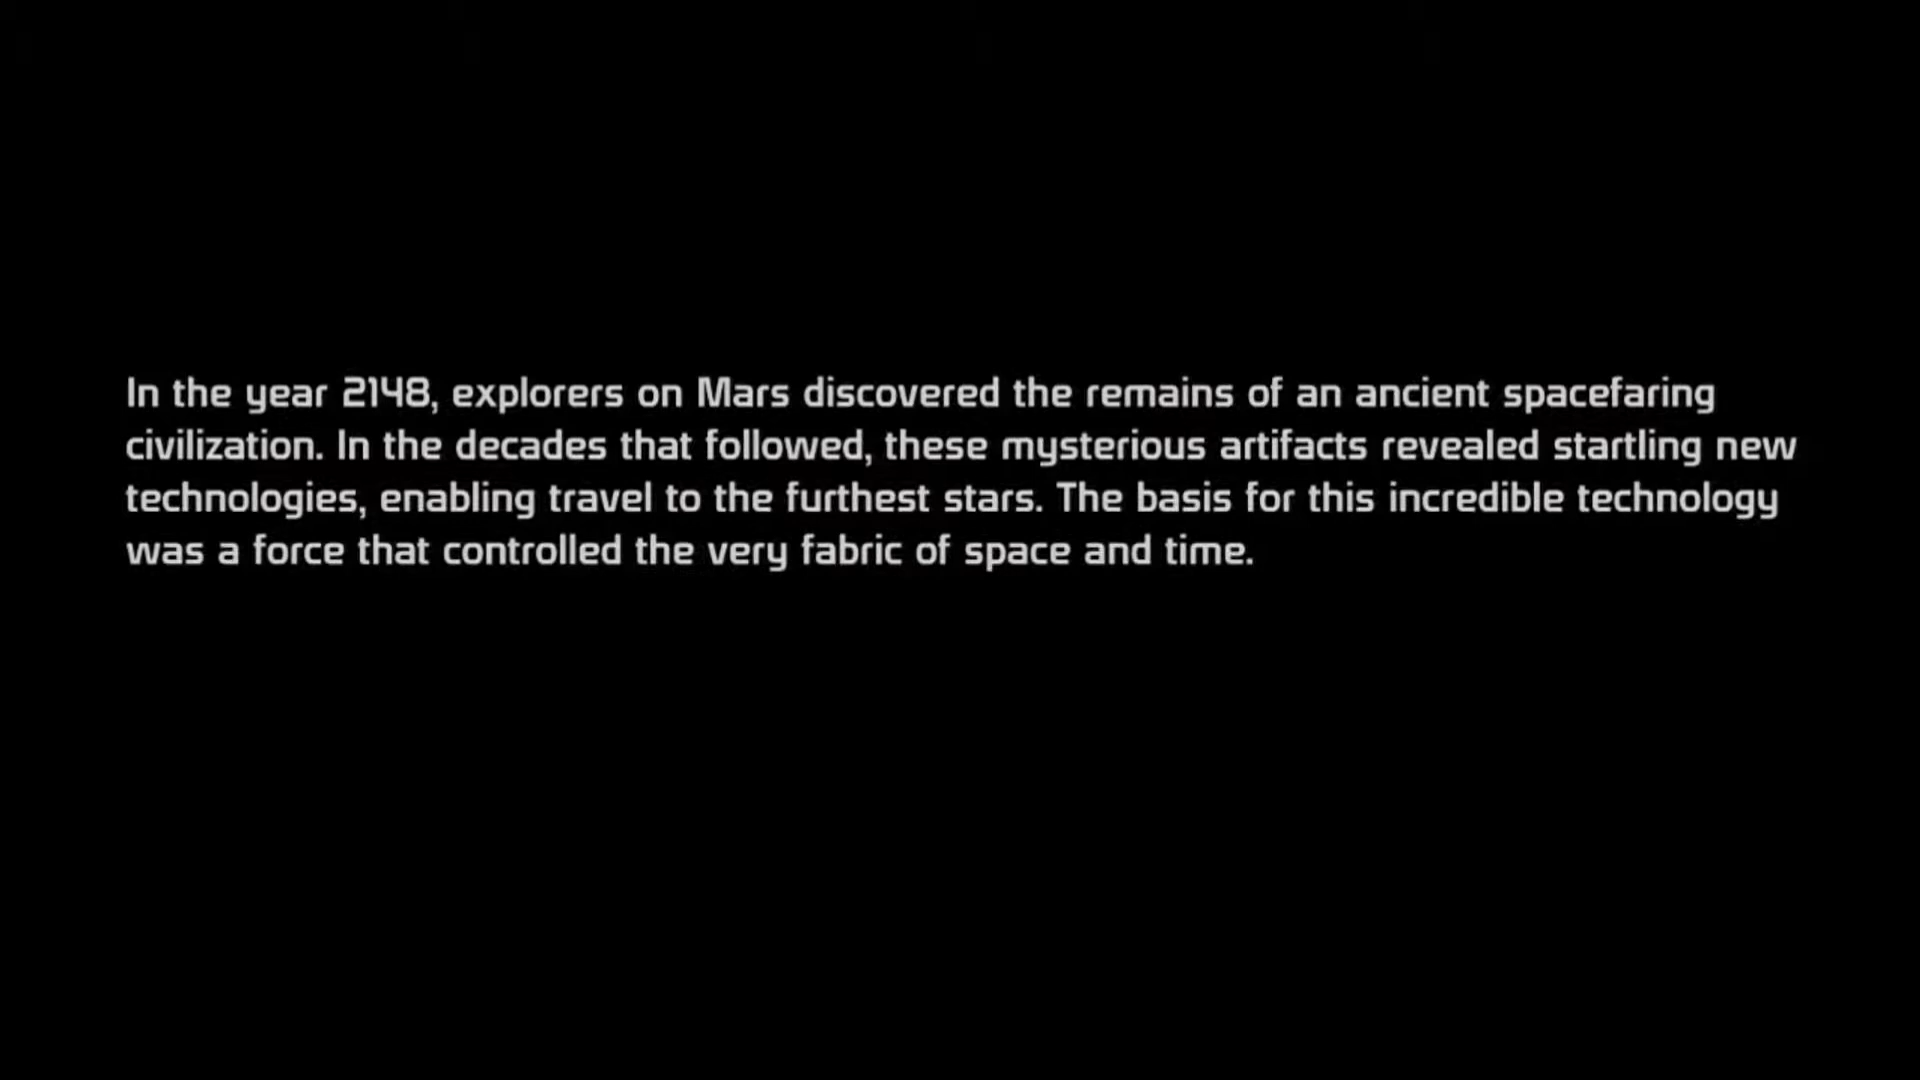 In the year 2148, explorers on Mars discovered the remains of an ancient spacefaring
civilization. In the decades that followed, these mysterious artifacts revealed startling new
technologies, enabling travel to the furthest stars. The basis for this incredible technology
was a force that controlled the very fabric of space and time.